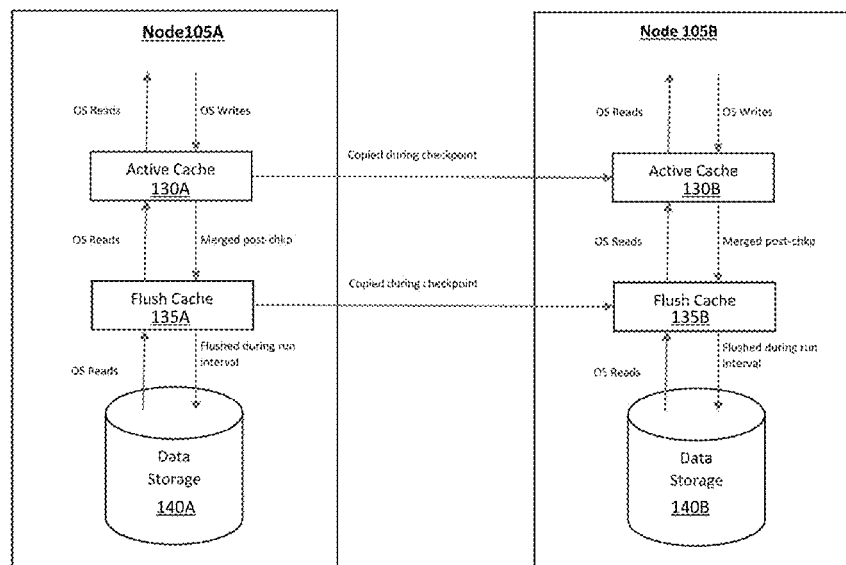 Node105A
Node 105B
OS Reads
OS Writes
OS Reads
OS Writes
Copied during checkpoint
Active Cache
130A
Active Cache
130B
OS Reads
Merged post-chkp
OS Reads
Merged post-chkp
Copied during checkpoint
Flush Cache
135A
Flush Cache
135B
Flushed during run
interval
OS Reads
Flushed during run
interval
OS Reads
Data
Storage
140A
Data
Storage
140B